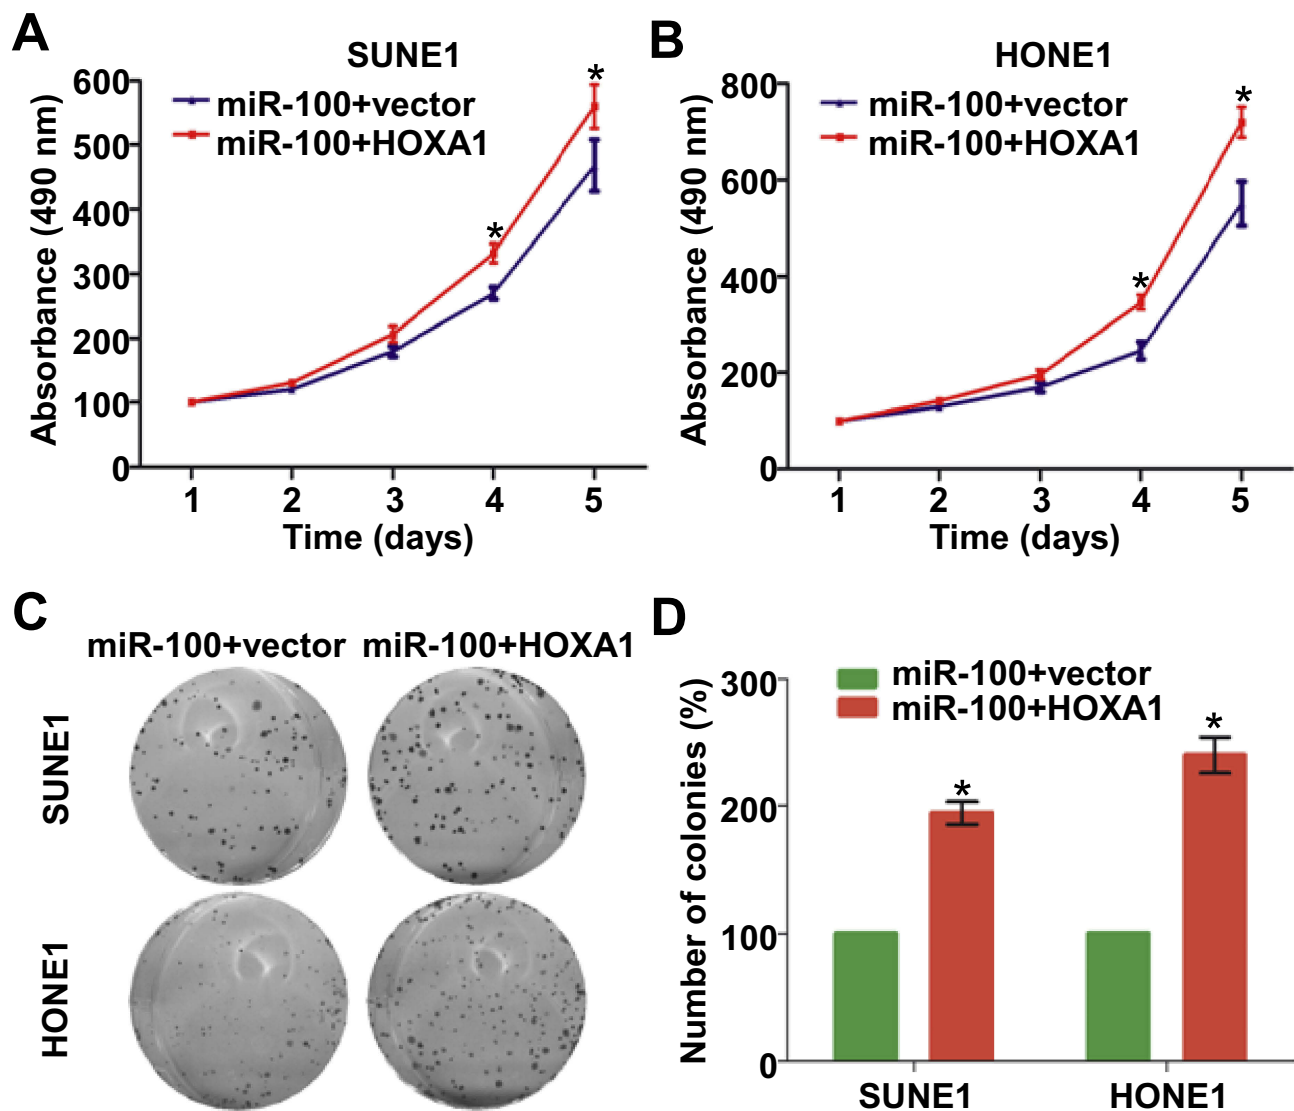 A
SUNE1
600
500
400
300
200
100
0
Absorbance (490 nm)
miR-100+vector
miR-100+HOXA1
*
*
1 2 3 4 5
Time (days)
B
HONE1
800
600
400
200
0
Absorbance (490 nm)
miR-100+vector
miR-100+HOXA1
*
*
1 2 3 4 5
Time (days)
C
miR-100+vector miR-100+HOXA1
SUNE1
HONE1
D
300
200
100
0
Number of colonies (%)
miR-100+vector
miR-100+HOXA1
*
*
SUNE1 HONE1